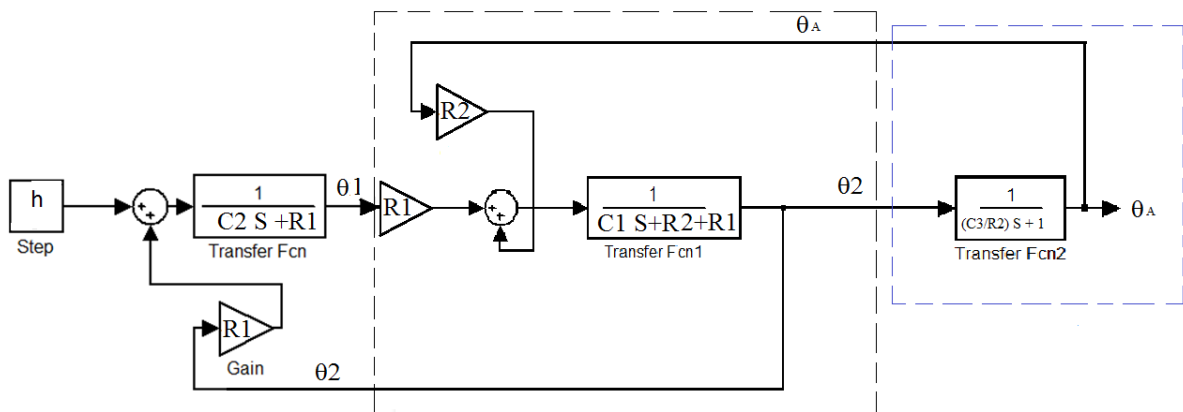 θA
R2
h
Step
1
C2 S +R1
Transfer Fcn
θ1
R1
1
C1 S+R2+R1
Transfer Fcn1
θ2
1
(C3/R2) S + 1
Transfer Fcn2
θA
R1
Gain
θ2